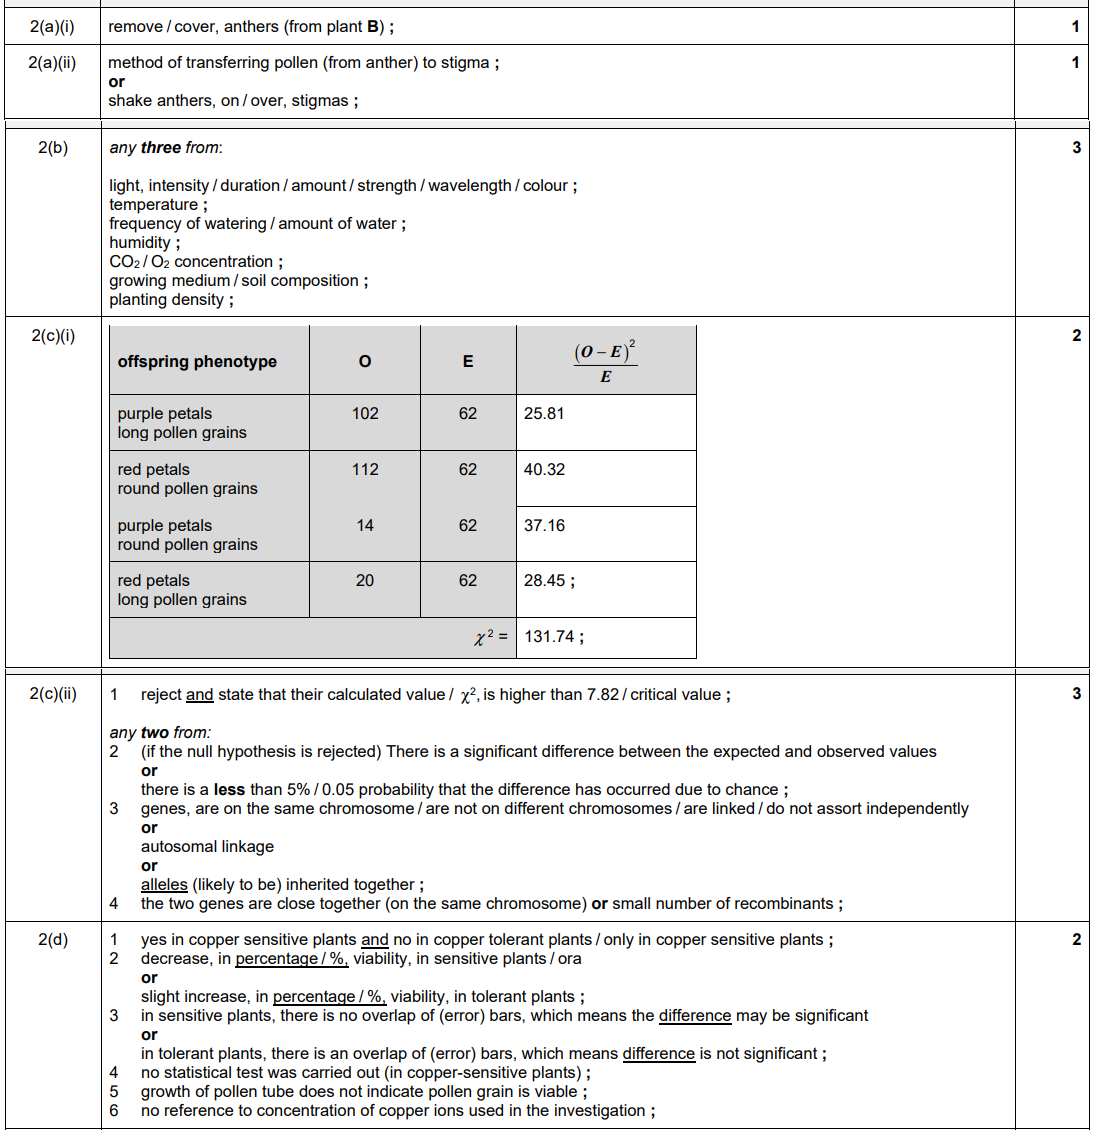 2(a)(i) remove / cover, anthers (from plant B) ; 1
2(a)(ii) method of transferring pollen (from anther) to stigma ; 1
or
shake anthers, on / over, stigmas ;
2(b) any three from: 3
light, intensity / duration / amount / strength / wavelength / colour ;
temperature ;
frequency of watering / amount of water ;
humidity ;
CO2 / O2 concentration ;
growing medium / soil composition ;
planting density ;
2(c)(i) 2
offspring phenotype O E (O – E)² / E
purple petals 102 62 25.81
long pollen grains
red petals 112 62 40.32
round pollen grains
purple petals 14 62 37.16
round pollen grains
red petals 20 62 28.45 ;
long pollen grains
χ² = 131.74 ;
2(c)(ii) 1 reject and state that their calculated value / χ², is higher than 7.82 / critical value ; 3
any two from:
2 (if the null hypothesis is rejected) There is a significant difference between the expected and observed values
or
there is a less than 5% / 0.05 probability that the difference has occurred due to chance ;
3 genes, are on the same chromosome / are not on different chromosomes / are linked / do not assort independently
or
autosomal linkage
or
alleles (likely to be) inherited together ;
4 the two genes are close together (on the same chromosome) or small number of recombinants ;
2(d) 1 yes in copper sensitive plants and no in copper tolerant plants / only in copper sensitive plants ; 2
2 decrease, in percentage / %, viability, in sensitive plants / ora
or
slight increase, in percentage / %, viability, in tolerant plants ;
3 in sensitive plants, there is no overlap of (error) bars, which means the difference may be significant
or
in tolerant plants, there is an overlap of (error) bars, which means difference is not significant ;
4 no statistical test was carried out (in copper-sensitive plants) ;
5 growth of pollen tube does not indicate pollen grain is viable ;
6 no reference to concentration of copper ions used in the investigation ;